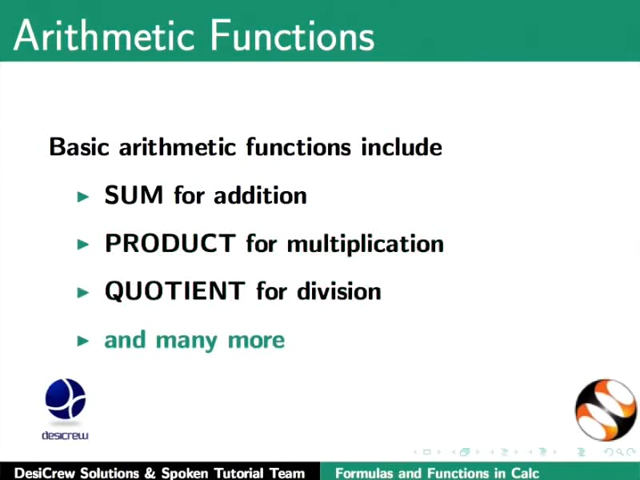 Arithmetic Functions
Basic arithmetic functions include
SUM for addition
PRODUCT for multiplication
QUOTIENT for division
and many more
desicrew
DesiCrew Solutions & Spoken Tutorial Team
Formulas and Functions in Calc